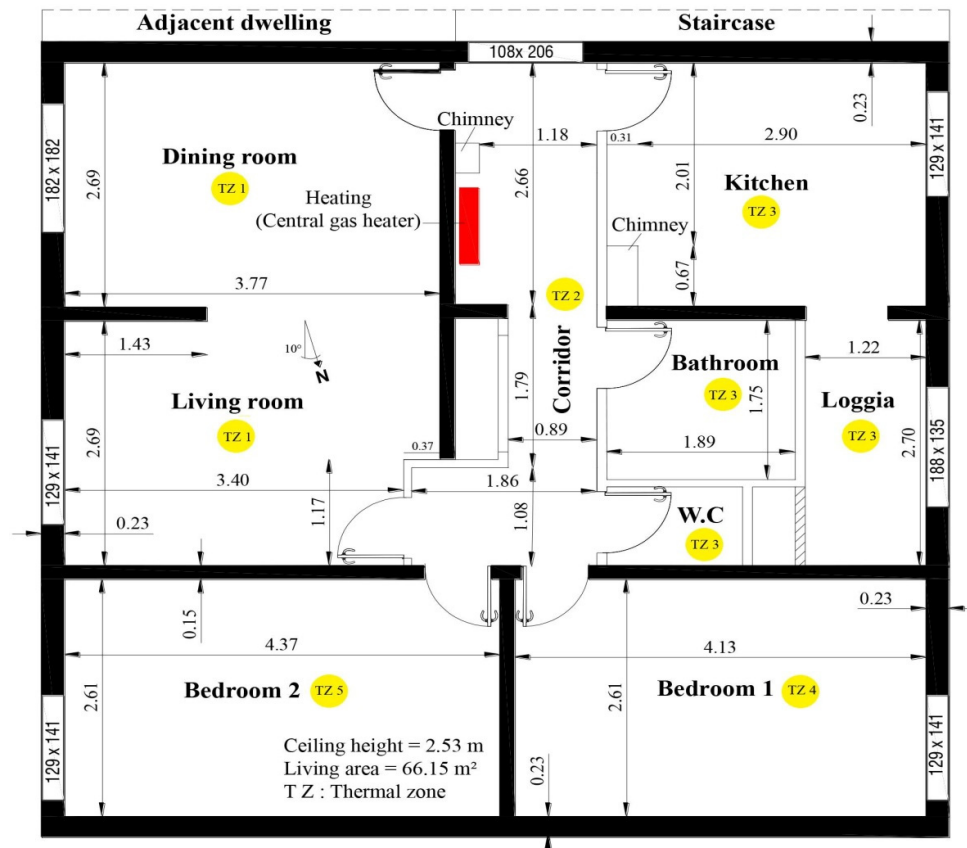 Adjacent dwelling
Staircase
108x 206
Chimney
1.18
0.31
2.90
0.23
129 x 141
182 x 182
2.69
Dining room
TZ 1
Heating
(Central gas heater)
2.66
2.01
Kitchen
TZ 3
Chimney
0.67
3.77
TZ 2
1.43
10°
N
Living room
TZ 1
2.69
129 x 141
3.40
0.37
1.17
0.23
1.79
Corridor
0.89
1.86
1.08
Bathroom
TZ 3
1.75
1.89
1.22
Loggia
TZ 3
2.70
188 x 135
W.C
TZ 3
0.15
4.37
2.61
Bedroom 2
TZ 5
129 x 141
4.13
0.23
2.61
Bedroom 1
TZ 4
129 x 141
Ceiling height = 2.53 m
Living area = 66.15 m²
T Z : Thermal zone
0.23